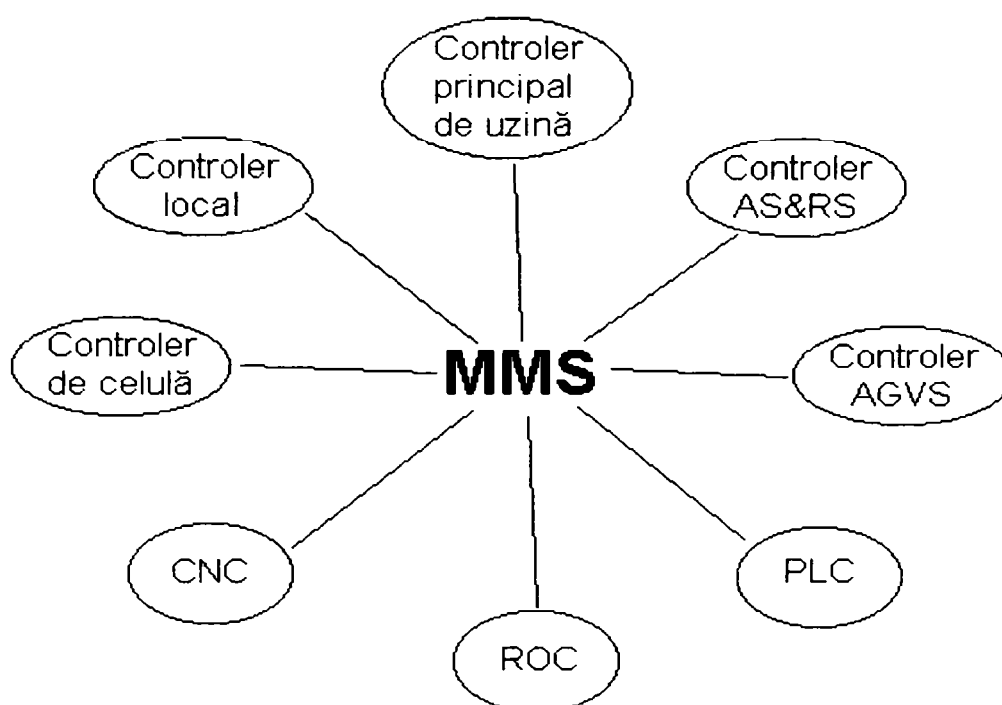 Controler
principal
de uzină
Controler
local
Controler
AS&RS
Controler
de celulă
MMS
Controler
AGVS
CNC
PLC
ROC